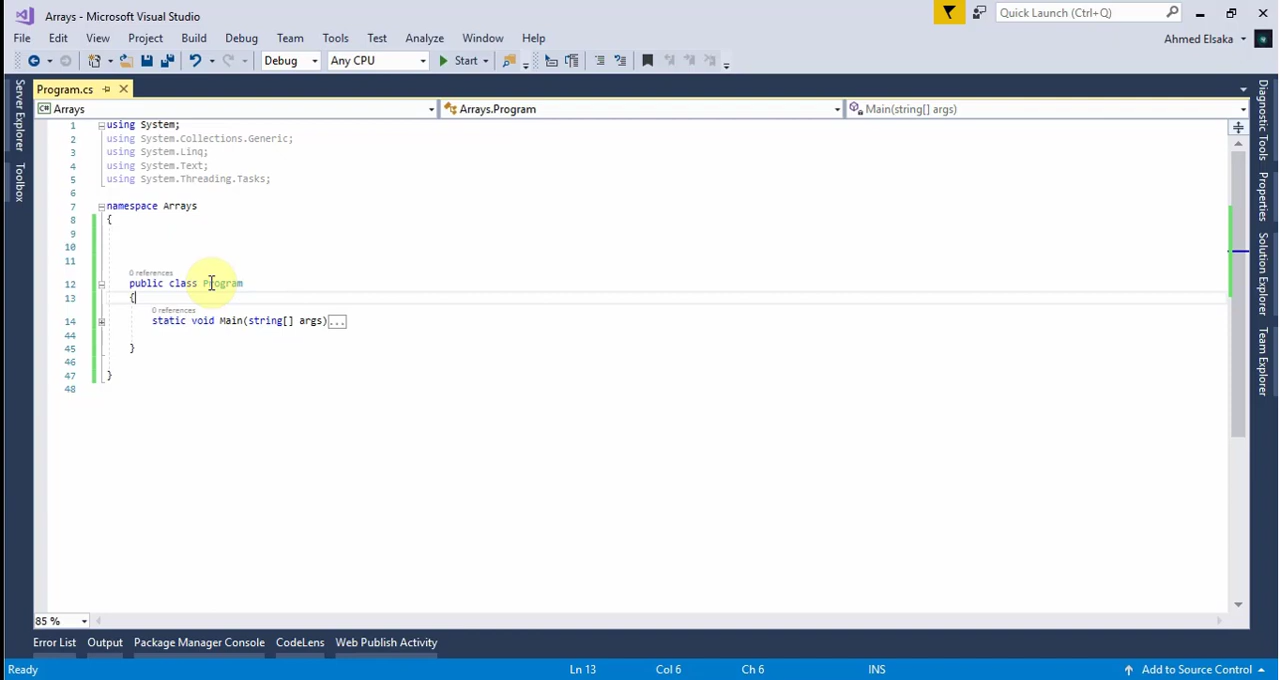 Arrays - Microsoft Visual Studio
Quick Launch (Ctrl+Q)
File Edit View Project Build Debug Team Tools Test Analyze Window Help
Ahmed Elsaka
Debug Any CPU Start
Program.cs
Arrays Arrays.Program Main(string[] args)
Server Explorer
Toolbox
1 using System;
2 using System.Collections.Generic;
3 using System.Linq;
4 using System.Text;
5 using System.Threading.Tasks;
6
7 namespace Arrays
8 {
9
10
11
0 references
12 public class Program
13 {
0 references
14 static void Main(string[] args)...
44
45 }
46
47 }
48
Diagnostic Tools
Properties
Solution Explorer
Team Explorer
85 %
Error List Output Package Manager Console CodeLens Web Publish Activity
Ready Ln 13 Col 6 Ch 6 INS Add to Source Control